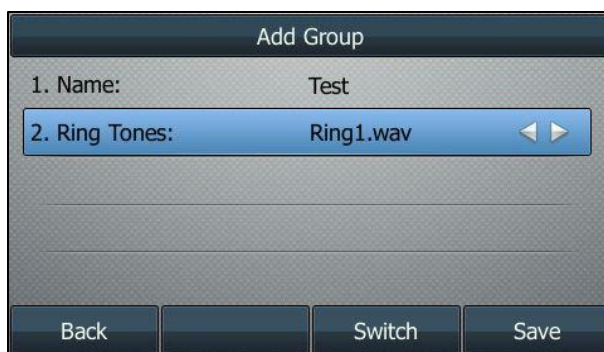 Add Group
1. Name: Test
2. Ring Tones: Ring1.wav
Back Switch Save